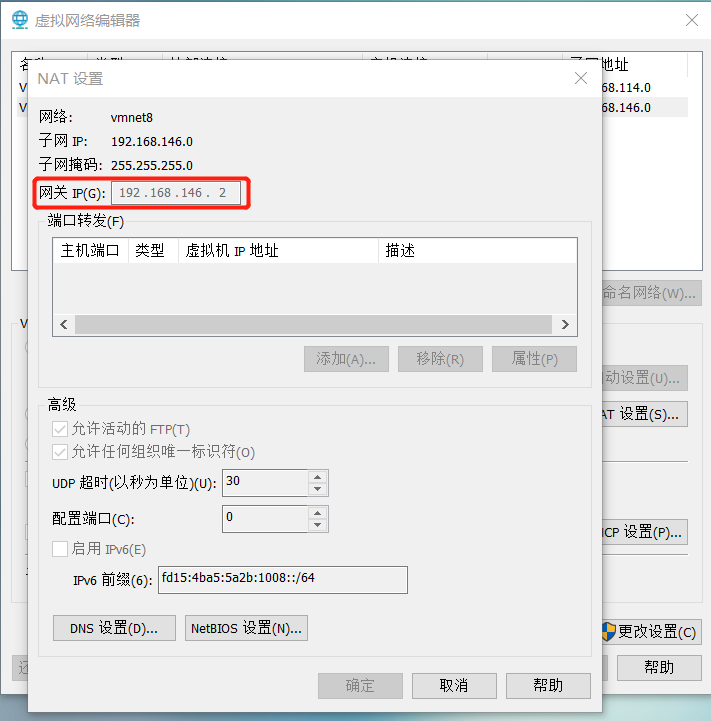 虚拟网络编辑器
地址
68.114.0
68.146.0
NAT 设置
网络: vmnet8
子网 IP: 192.168.146.0
子网掩码: 255.255.255.0
网关 IP(G): 192 . 168 . 146 . 2
端口转发(F)
主机端口 类型 虚拟机 IP 地址 描述
命名网络(W)...
添加(A)... 移除(R) 属性(P)
动设置(U)...
高级
AT 设置(S)...
允许活动的 FTP(T)
允许任何组织唯一标识符(O)
UDP 超时(以秒为单位)(U): 30
配置端口(C): 0
CP 设置(P)...
启用 IPv6(E)
IPv6 前缀(6): fd15:4ba5:5a2b:1008::/64
DNS 设置(D)... NetBIOS 设置(N)...
更改设置(C)
还
帮助
确定 取消 帮助